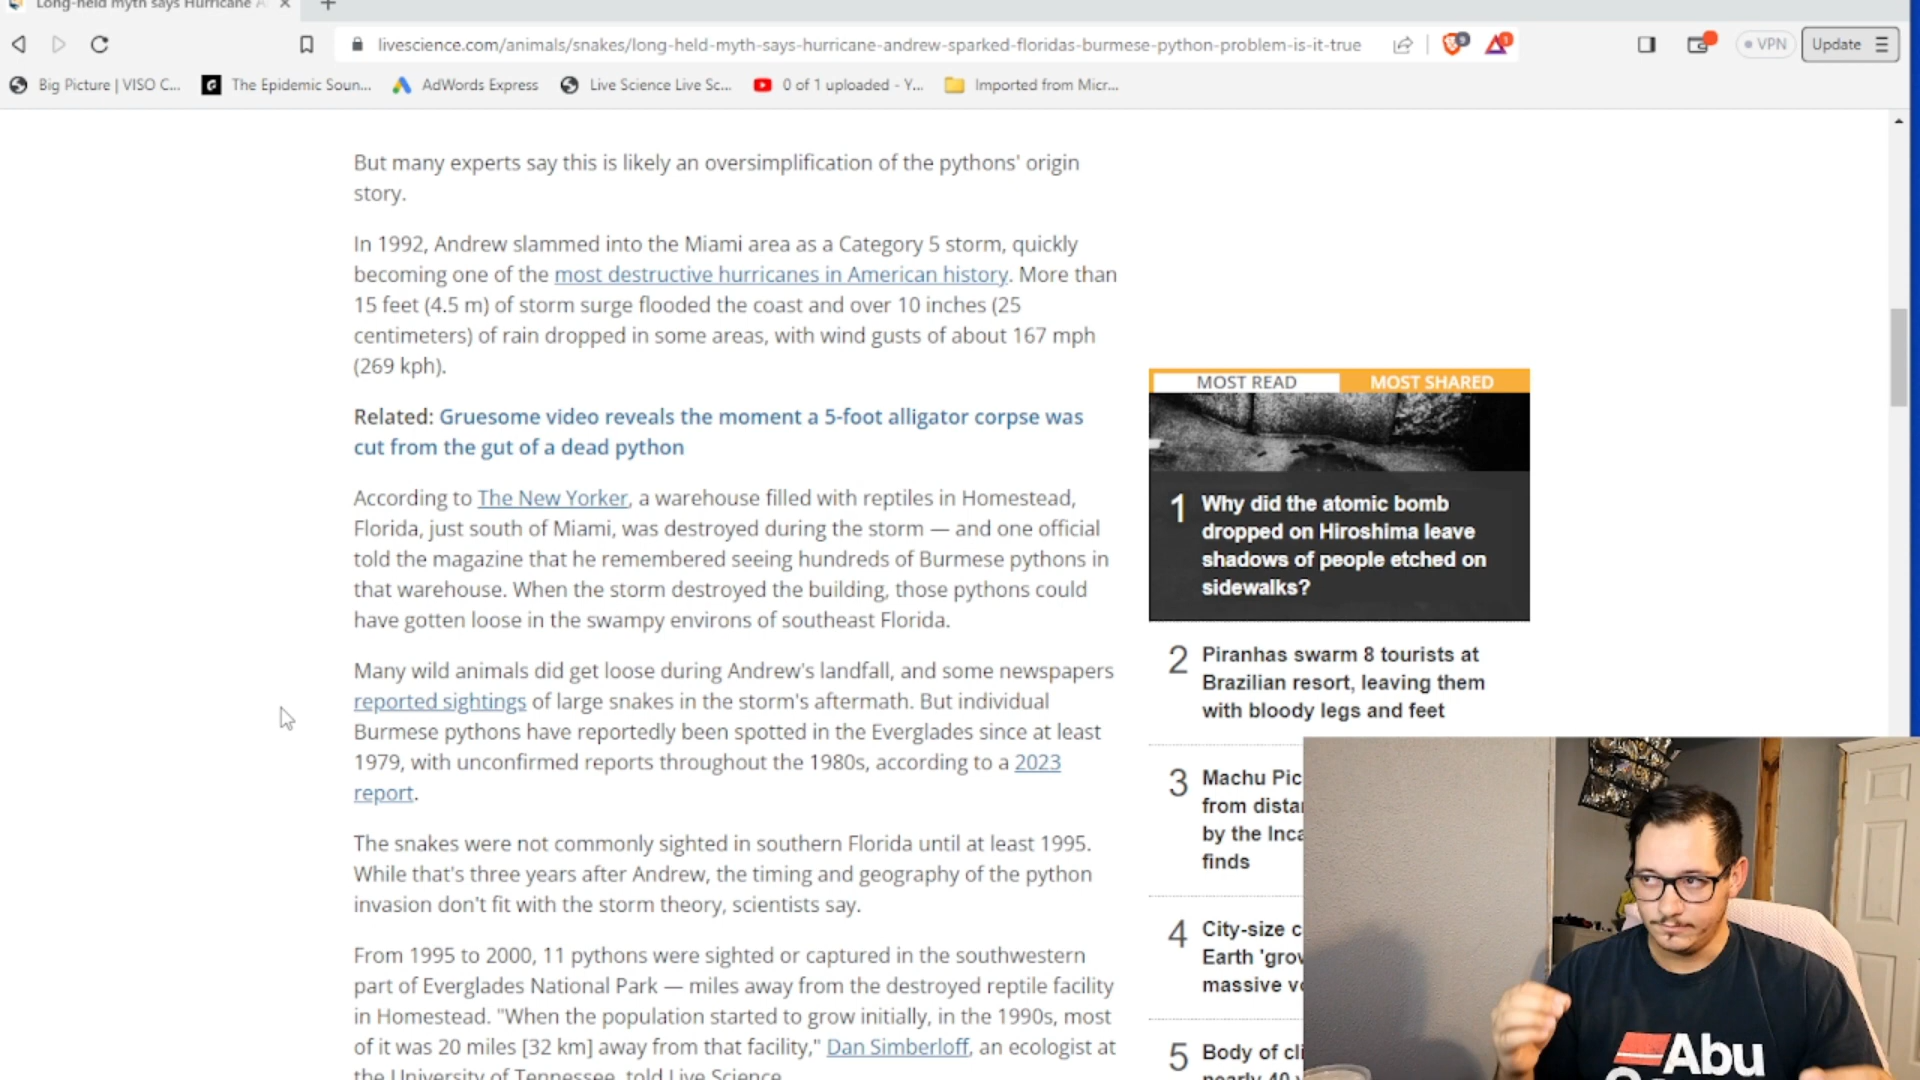 Long-held myth says Hurricane A
livescience.com/animals/snakes/long-held-myth-says-hurricane-andrew-sparked-floridas-burmese-python-problem-is-it-true
VPN
Update
Big Picture | VISO C...
The Epidemic Soun...
AdWords Express
Live Science Live Sc...
0 of 1 uploaded - Y...
Imported from Micr...
But many experts say this is likely an oversimplification of the pythons' origin
story.
In 1992, Andrew slammed into the Miami area as a Category 5 storm, quickly
becoming one of the most destructive hurricanes in American history. More than
15 feet (4.5 m) of storm surge flooded the coast and over 10 inches (25
centimeters) of rain dropped in some areas, with wind gusts of about 167 mph
(269 kph).
Related: Gruesome video reveals the moment a 5-foot alligator corpse was
cut from the gut of a dead python
According to The New Yorker, a warehouse filled with reptiles in Homestead,
Florida, just south of Miami, was destroyed during the storm — and one official
told the magazine that he remembered seeing hundreds of Burmese pythons in
that warehouse. When the storm destroyed the building, those pythons could
have gotten loose in the swampy environs of southeast Florida.
Many wild animals did get loose during Andrew's landfall, and some newspapers
reported sightings of large snakes in the storm's aftermath. But individual
Burmese pythons have reportedly been spotted in the Everglades since at least
1979, with unconfirmed reports throughout the 1980s, according to a 2023
report.
The snakes were not commonly sighted in southern Florida until at least 1995.
While that's three years after Andrew, the timing and geography of the python
invasion don't fit with the storm theory, scientists say.
From 1995 to 2000, 11 pythons were sighted or captured in the southwestern
part of Everglades National Park — miles away from the destroyed reptile facility
in Homestead. "When the population started to grow initially, in the 1990s, most
of it was 20 miles [32 km] away from that facility," Dan Simberloff, an ecologist at
the University of Tennessee, told Live Science.
MOST READ
MOST SHARED
1 Why did the atomic bomb
dropped on Hiroshima leave
shadows of people etched on
sidewalks?
2 Piranhas swarm 8 tourists at
Brazilian resort, leaving them
with bloody legs and feet
3 Machu Pic
from dista
by the Inca
finds
4 City-size c
Earth 'grow
massive v
5 Body of cli
nearly 40
Abu